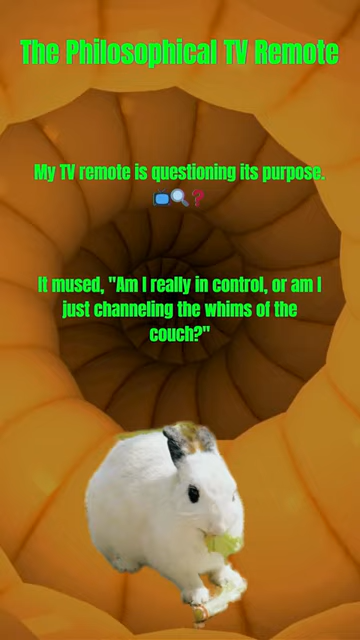 The Philosophical TV Remote
My TV remote is questioning its purpose.
📺🔍❓
It mused, "Am I really in control, or am I
just channeling the whims of the
couch?"